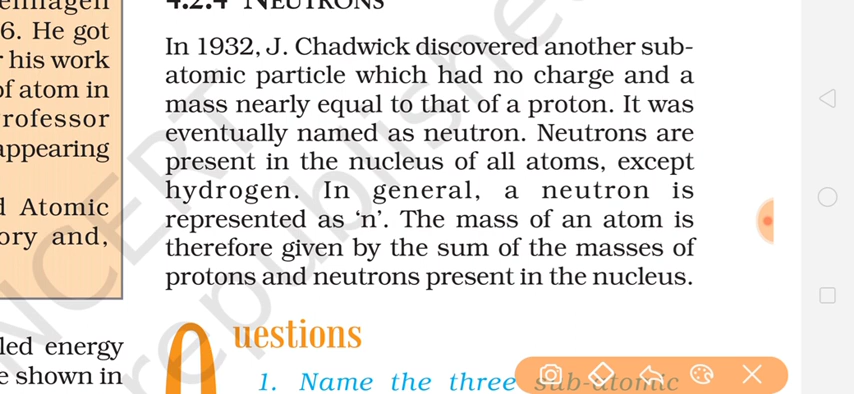 6. He got
his work
of atom in
rofessor
appearing
d Atomic
ory and,
led energy
e shown in
4.2.4 NEUTRONS
In 1932, J. Chadwick discovered another sub-
atomic particle which had no charge and a
mass nearly equal to that of a proton. It was
eventually named as neutron. Neutrons are
present in the nucleus of all atoms, except
hydrogen. In general, a neutron is
represented as ‘n’. The mass of an atom is
therefore given by the sum of the masses of
protons and neutrons present in the nucleus.
Questions
1. Name the three sub-atomic
NCERT
republished